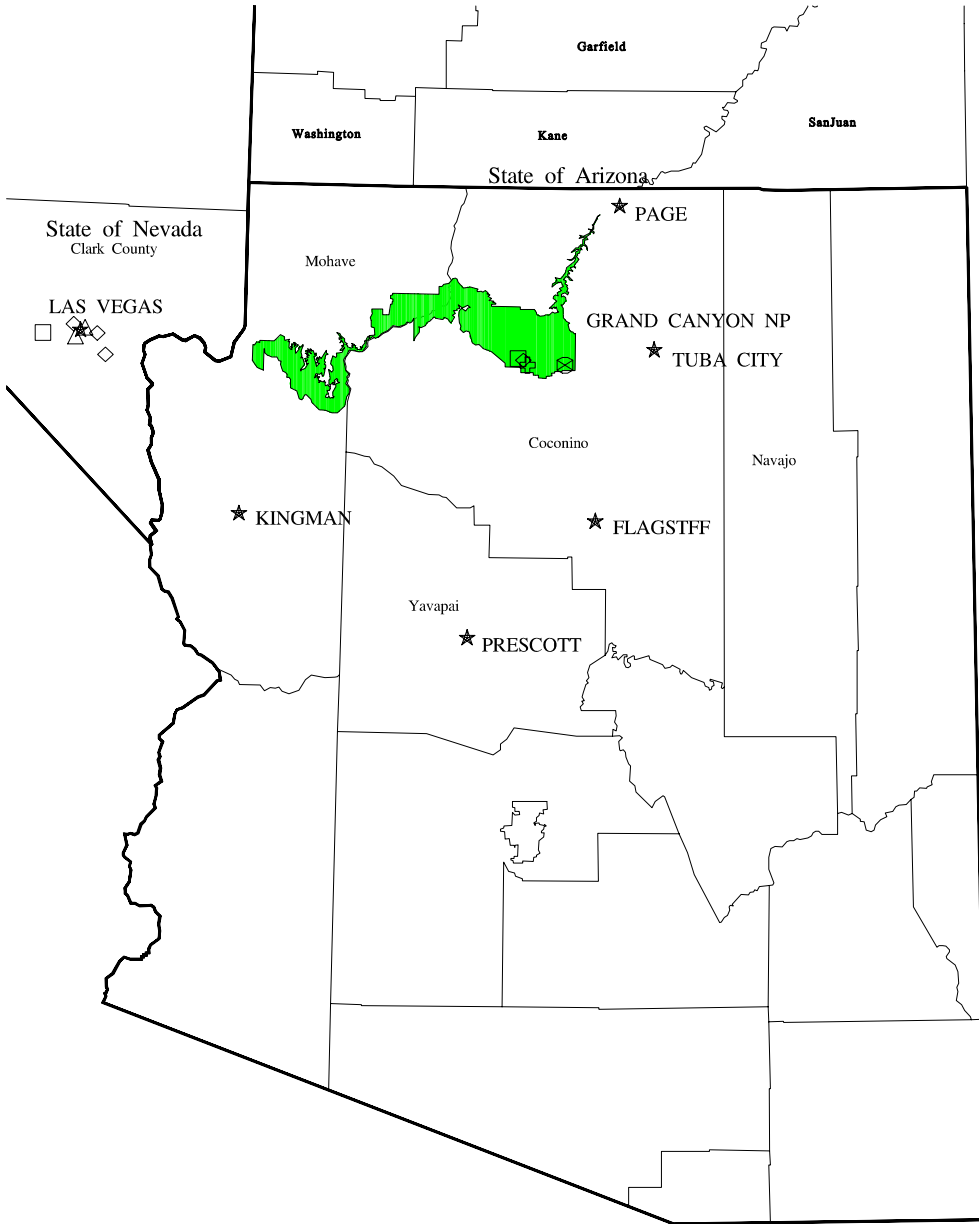 Garfield
SanJuan
Washington
Kane
State of Arizona
PAGE
State of Nevada
Clark County
Mohave
LAS VEGAS
GRAND CANYON NP
TUBA CITY
Coconino
Navajo
KINGMAN
FLAGSTFF
Yavapai
PRESCOTT